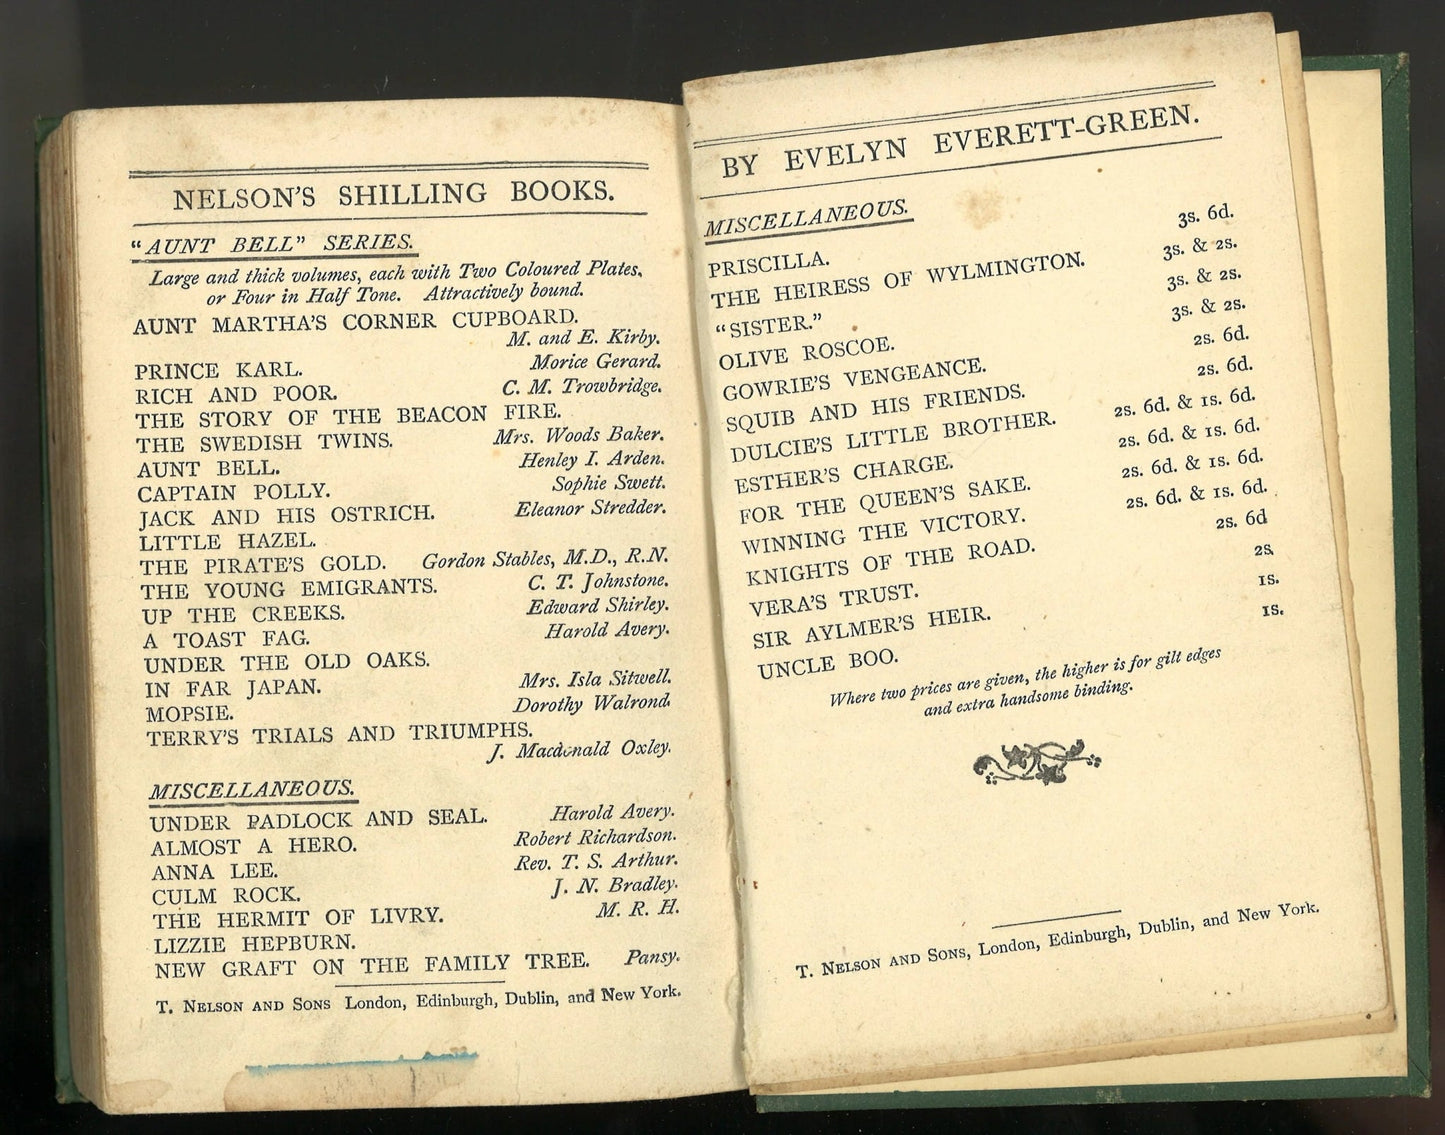 NELSON'S SHILLING BOOKS.
"AUNT BELL" SERIES.
Large and thick volumes, each with Two Coloured Plates,
or Four in Half Tone. Attractively bound.
AUNT MARTHA'S CORNER CUPBOARD.
M. and E. Kirby.
PRINCE KARL. Morice Gerard.
RICH AND POOR. C. M. Trowbridge.
THE STORY OF THE BEACON FIRE.
THE SWEDISH TWINS. Mrs. Woods Baker.
AUNT BELL. Henley I. Arden.
CAPTAIN POLLY. Sophie Swett.
JACK AND HIS OSTRICH. Eleanor Stredder.
LITTLE HAZEL.
THE PIRATE'S GOLD. Gordon Stables, M.D., R.N.
THE YOUNG EMIGRANTS. C. T. Johnstone.
UP THE CREEKS. Edward Shirley.
A TOAST FAG. Harold Avery.
UNDER THE OLD OAKS.
IN FAR JAPAN. Mrs. Isla Sitwell.
MOPSIE. Dorothy Walrond.
TERRY'S TRIALS AND TRIUMPHS.
J. Macdonald Oxley.
MISCELLANEOUS.
UNDER PADLOCK AND SEAL. Harold Avery.
ALMOST A HERO. Robert Richardson.
ANNA LEE. Rev. T. S. Arthur.
CULM ROCK. J. N. Bradley.
THE HERMIT OF LIVRY. M. R. H.
LIZZIE HEPBURN.
NEW GRAFT ON THE FAMILY TREE. Pansy.
T. NELSON AND SONS London, Edinburgh, Dublin, and New York.
BY EVELYN EVERETT-GREEN.
MISCELLANEOUS.
PRISCILLA. 3s. 6d.
THE HEIRESS OF WYLMINGTON. 3s. & 2s.
"SISTER." 3s. & 2s.
OLIVE ROSCOE. 3s. & 2s.
GOWRIE'S VENGEANCE. 2s. 6d.
SQUIB AND HIS FRIENDS. 2s. 6d.
DULCIE'S LITTLE BROTHER. 2s. 6d. & 1s. 6d.
ESTHER'S CHARGE. 2s. 6d. & 1s. 6d.
FOR THE QUEEN'S SAKE. 2s. 6d. & 1s. 6d.
WINNING THE VICTORY. 2s. 6d. & 1s. 6d.
KNIGHTS OF THE ROAD. 2s. 6d
VERA'S TRUST. 2s.
SIR AYLMER'S HEIR. 1s.
UNCLE BOO. 1s.
Where two prices are given, the higher is for gilt edges
and extra handsome binding.
T. NELSON AND SONS, London, Edinburgh, Dublin, and New York.